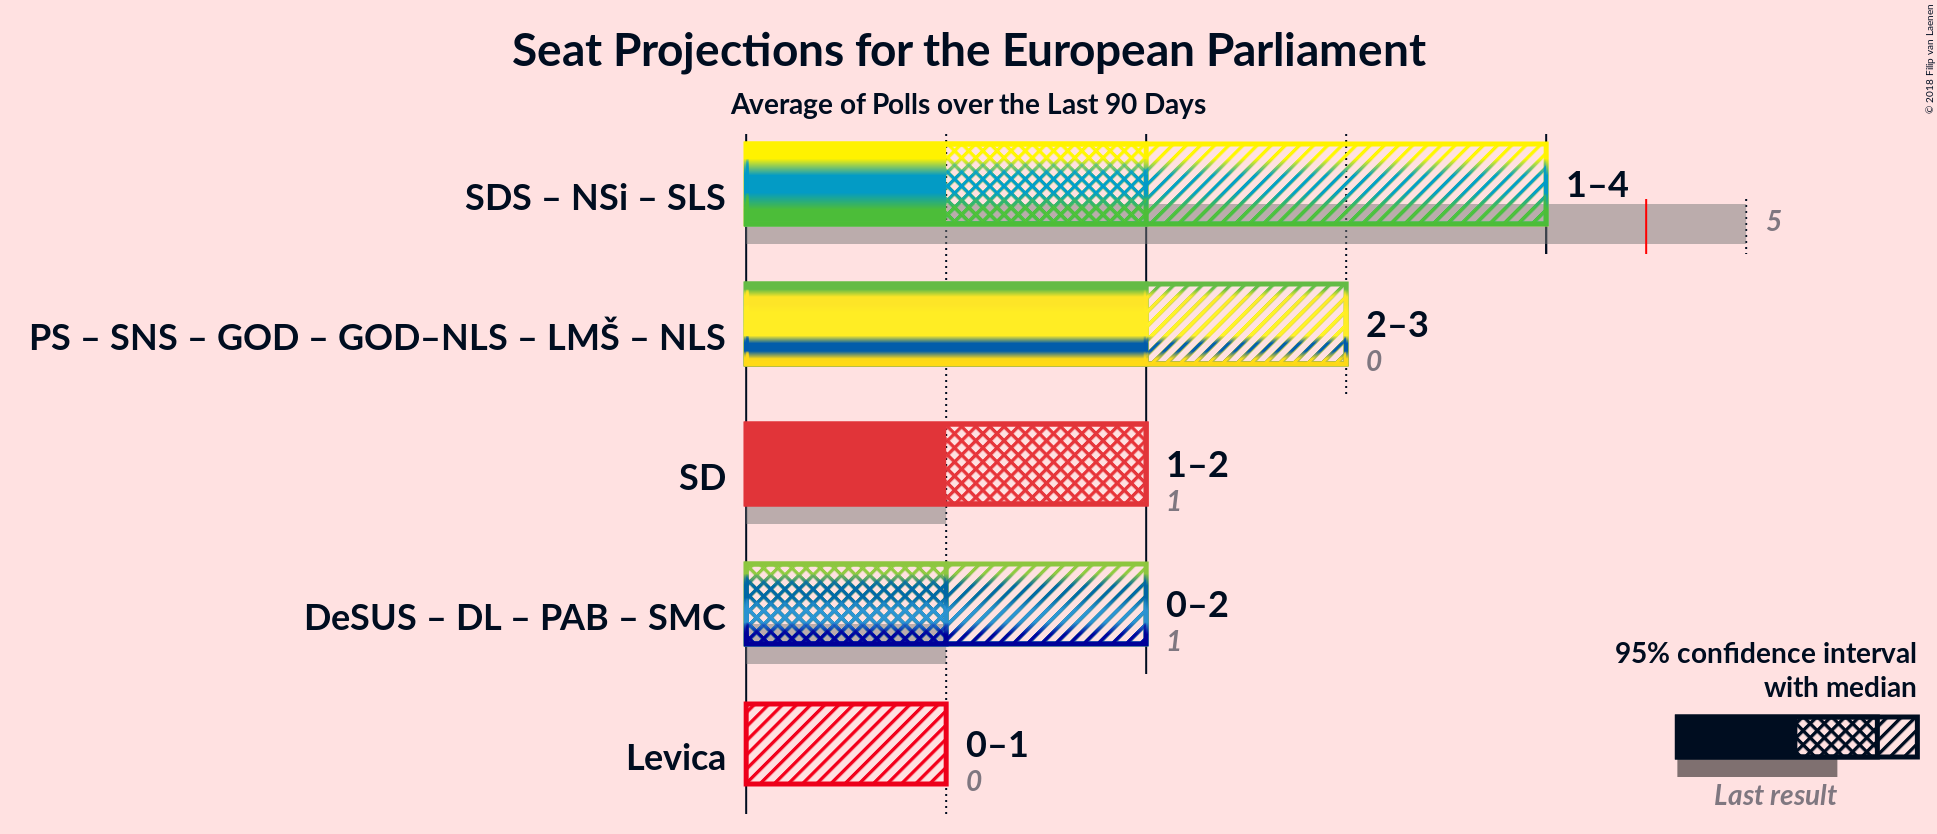 Seat Projections for the European Parliament
Average of Polls over the Last 90 Days
© 2018 Filip van Laenen
SDS – NSi – SLS
1–4
5
PS – SNS – GOD – GOD–NLS – LMŠ – NLS
2–3
0
SD
1–2
1
DeSUS – DL – PAB – SMC
0–2
1
Levica
0–1
0
95% confidence interval
with median
Last result